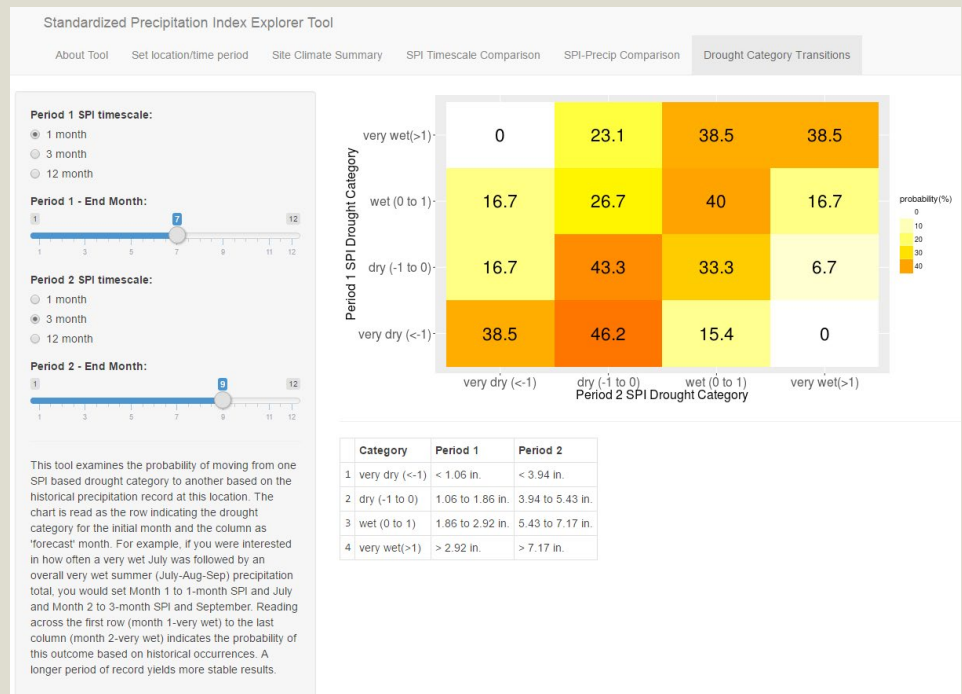 Standardized Precipitation Index Explorer Tool
About Tool Set location/time period Site Climate Summary SPI Timescale Comparison SPI-Precip Comparison Drought Category Transitions
Period 1 SPI timescale:
1 month
3 month
12 month
Period 1 - End Month:
1 7 12
1 3 5 7 9 11 12
Period 2 SPI timescale:
1 month
3 month
12 month
Period 2 - End Month:
1 9 12
1 3 5 7 9 11 12
This tool examines the probability of moving from one
SPI based drought category to another based on the
historical precipitation record at this location. The
chart is read as the row indicating the drought
category for the initial month and the column as
'forecast' month. For example, if you were interested
in how often a very wet July was followed by an
overall very wet summer (July-Aug-Sep) precipitation
total, you would set Month 1 to 1-month SPI and July
and Month 2 to 3-month SPI and September. Reading
across the first row (month 1-very wet) to the last
column (month 2-very wet) indicates the probability of
this outcome based on historical occurrences. A
longer period of record yields more stable results.
Period 1 SPI Drought Category
very wet(>1) 0 23.1 38.5 38.5
wet (0 to 1) 16.7 26.7 40 16.7
dry (-1 to 0) 16.7 43.3 33.3 6.7
very dry (<-1) 38.5 46.2 15.4 0
very dry (<-1) dry (-1 to 0) wet (0 to 1) very wet(>1)
Period 2 SPI Drought Category
probability(%)
0
10
20
30
40
Category Period 1 Period 2
1 very dry (<-1) < 1.06 in. < 3.94 in.
2 dry (-1 to 0) 1.06 to 1.86 in. 3.94 to 5.43 in.
3 wet (0 to 1) 1.86 to 2.92 in. 5.43 to 7.17 in.
4 very wet(>1) > 2.92 in. > 7.17 in.